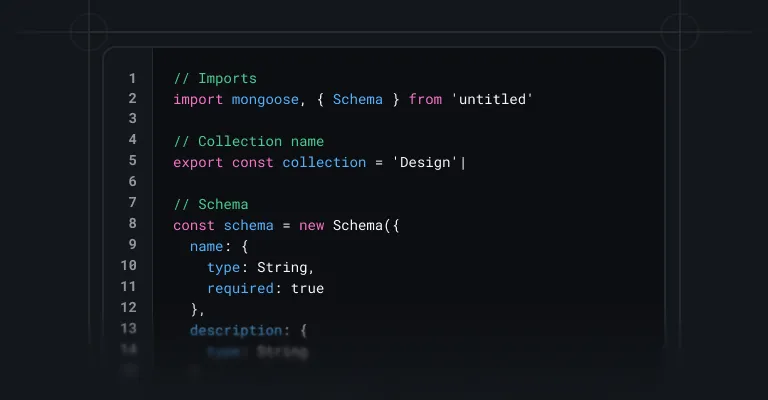 1 // Imports
2 import mongoose, { Schema } from 'untitled'
3
4 // Collection name
5 export const collection = 'Design'|
6
7 // Schema
8 const schema = new Schema({
9 name: {
10 type: String,
11 required: true
12 },
13 description: {
14 type: String